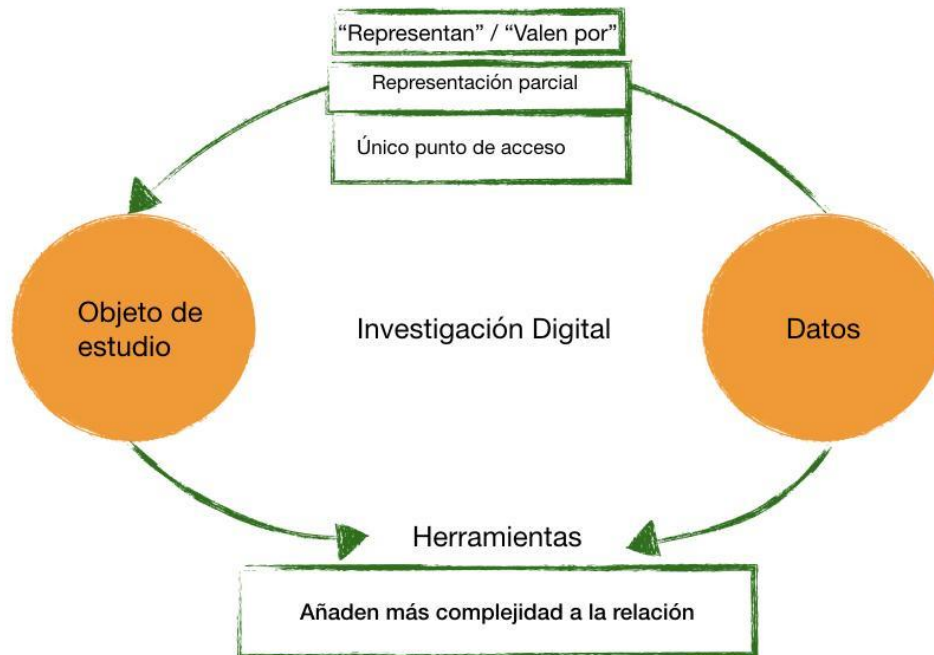 “Representan” / “Valen por”
Representación parcial
Único punto de acceso
Objeto de
estudio
Investigación Digital
Datos
Herramientas
Añaden más complejidad a la relación